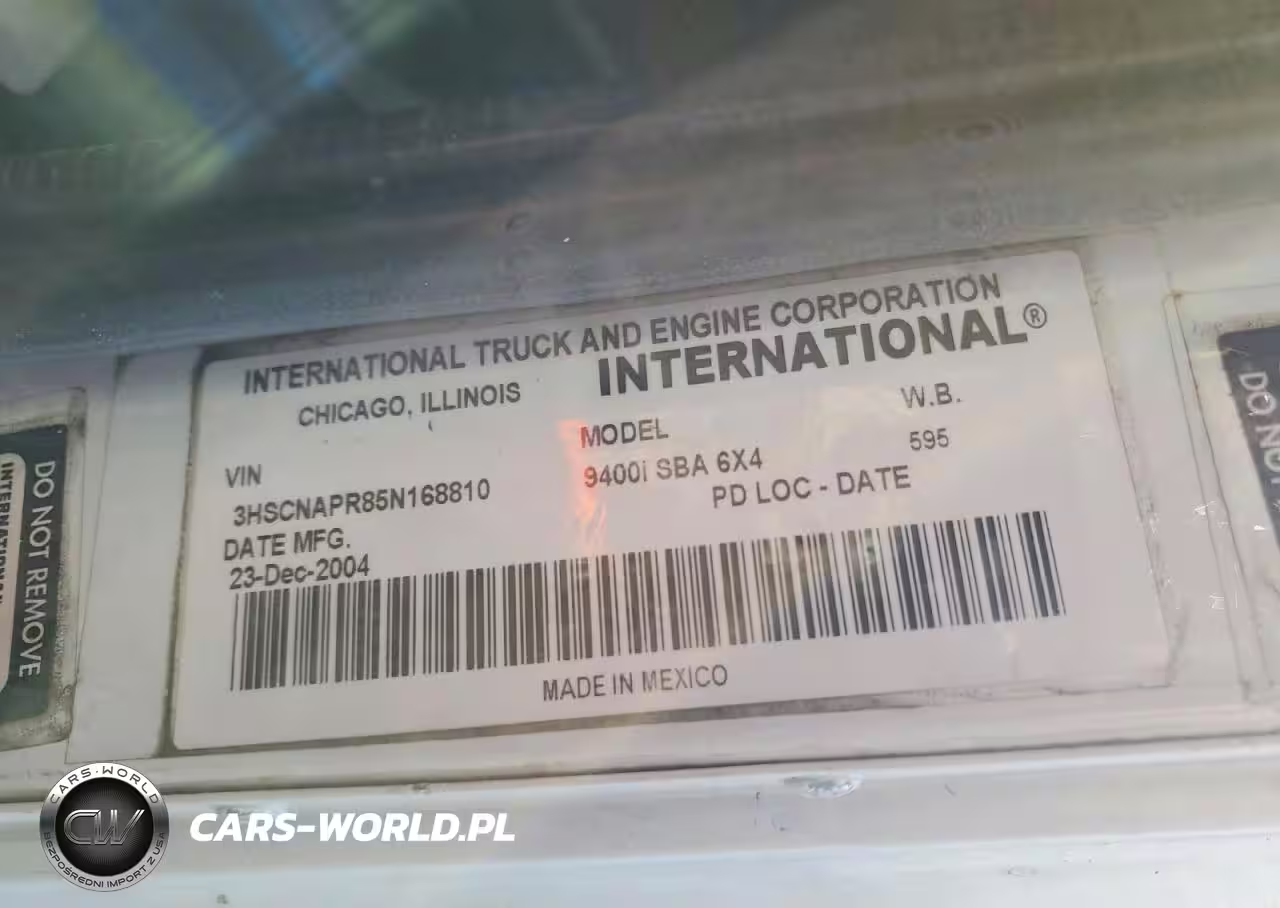 INTERNATIONAL TRUCK AND ENGINE CORPORATION
CHICAGO, ILLINOIS
INTERNATIONAL®
VIN
MODEL
W.B.
3HSCNAPR85N168810
9400i SBA 6X4
595
DATE MFG.
PD LOC - DATE
23-Dec-2004
MADE IN MEXICO
DO NOT REMOVE
INTERNATIONAL
DO NO
CARS-WORLD
CW
BEZPOŚREDNI IMPORT Z USA
CARS-WORLD.PL